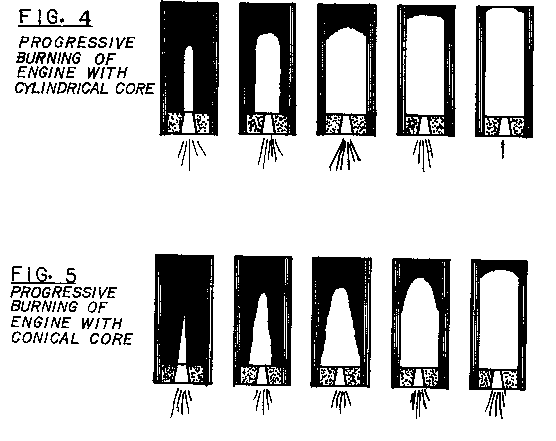 FIG. 4
PROGRESSIVE
BURNING OF
ENGINE WITH
CYLINDRICAL CORE
FIG. 5
PROGRESSIVE
BURNING OF
ENGINE WITH
CONICAL CORE